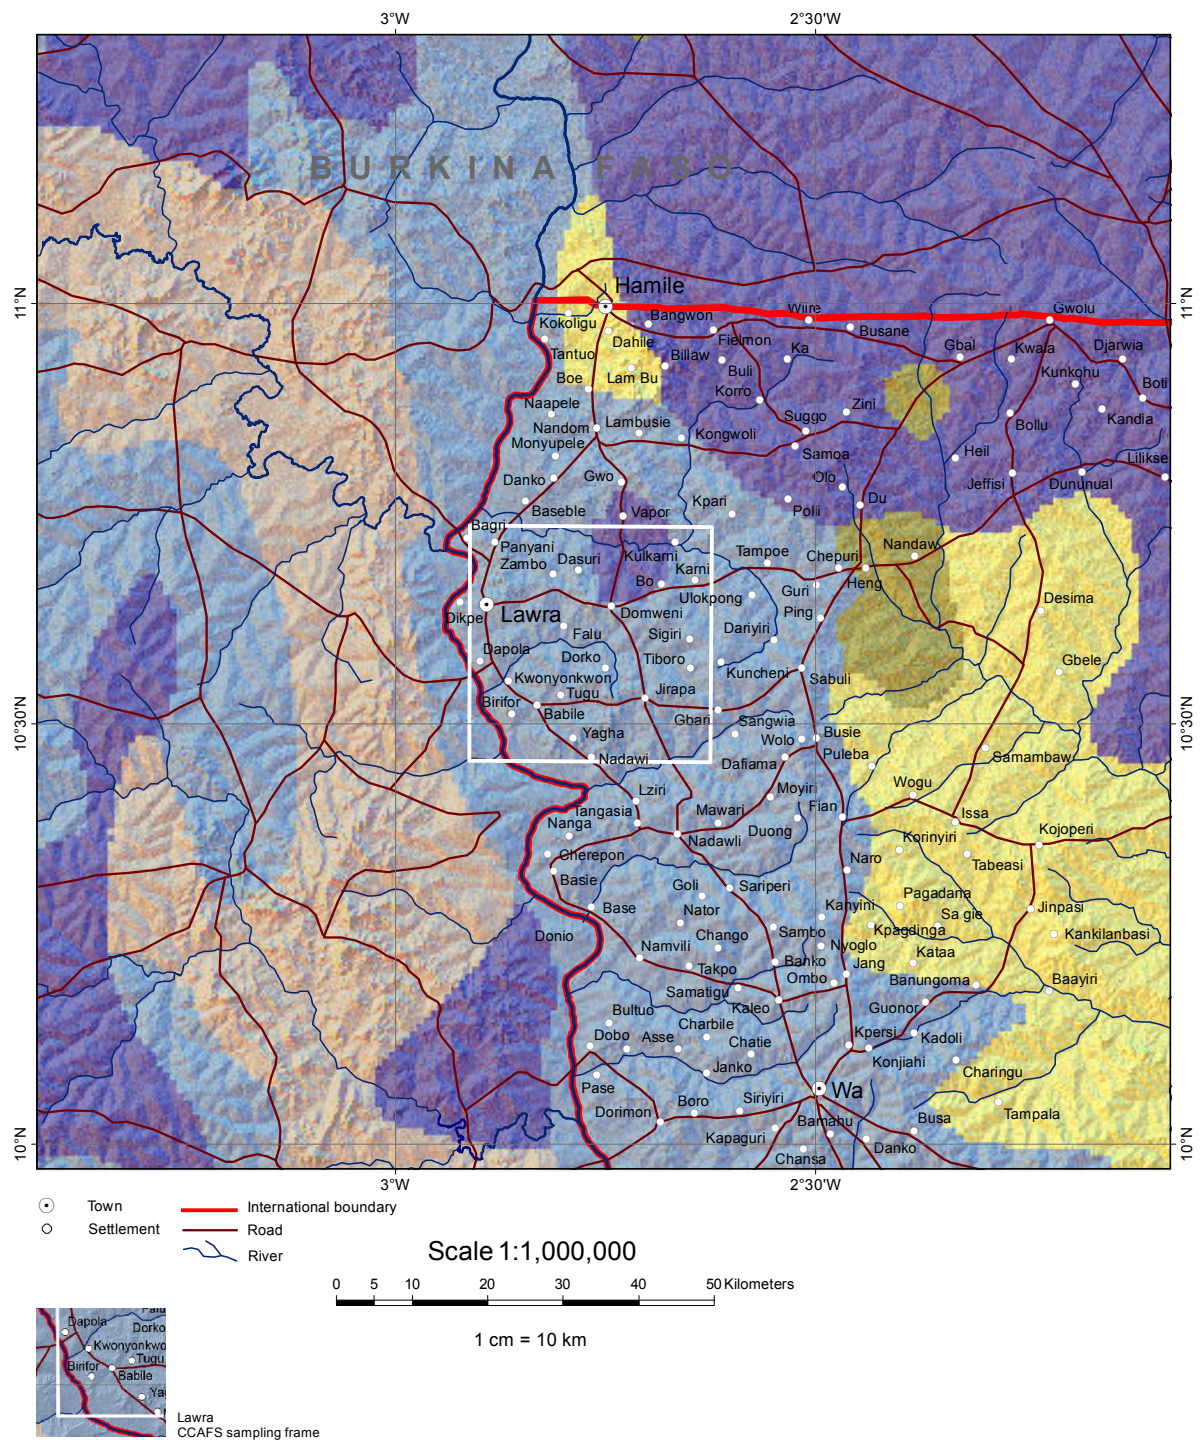 3°W 2°30'W
BURKINA FASO
11°N 11°N
Hamile
Kokoligu
Bangwon
Wiire
Gwolu
Dahile
Fielmon
Busane
Tantuo
Billaw
Ka
Gbal
Kwala
Djarwia
Boe
Lam Bu
Buli
Kunkohu
Boti
Naapele
Korro
Zini
Kandia
Nandom
Lambusie
Suggo
Bollu
Monyupele
Kongwoli
Samoa
Heil
Lilikse
Danko
Gwo
Olo
Jeffisi
Dununual
Baseble
Vapor
Kpari
Polli
Du
Bagri
Panyani
Kulkarni
Tampoe
Chepuri
Nandaw
Zambo
Dasuri
Karni
Bo
Heng
Ulokpong
Guri
Desima
Dikpe
Lawra
Domweni
Ping
Falu
Sigiri
Dariyiri
Dapola
Dorko
Tiboro
Gbele
Kwonyonkwon
Kuncheni
Sabuli
Tugu
Jirapa
Birifor
Babile
Gbari
Sangwia
10°30'N 10°30'N
Yagha
Wolo
Busie
Nadawi
Dafiama
Puleba
Samambaw
Lziri
Moyiri
Wogu
Tangasia
Mawari
Fian
Issa
Nanga
Nadawli
Duong
Korinyiri
Kojoperi
Cherepon
Naro
Tabeasi
Basie
Goli
Sariperi
Base
Nator
Kanyini
Pagadana
Jinpasi
Sa gie
Donio
Chango
Sambo
Kpagdinga
Kankilanbasi
Namvili
Nyoglo
Kataa
Takpo
Banko
Jang
Ombo
Banungoma
Baayiri
Samatigu
Kaleo
Guonor
Bultuo
Dobo
Asse
Charbile
Chatie
Kpersi
Kadoli
Konjiahi
Janko
Charingu
Pase
Wa
Dorimon
Boro
Siriyiri
Tampala
Kapaguri
Bamahu
Busa
Danko
Chansa
10°N 10°N
3°W 2°30'W
Town
Settlement
International boundary
Road
River
Scale 1:1,000,000
0 5 10 20 30 40 50 Kilometers
1 cm = 10 km
Dapola
Dorko
Kwonyonkwo
Tugu
Birifor
Babile
Lawra
CCAFS sampling frame